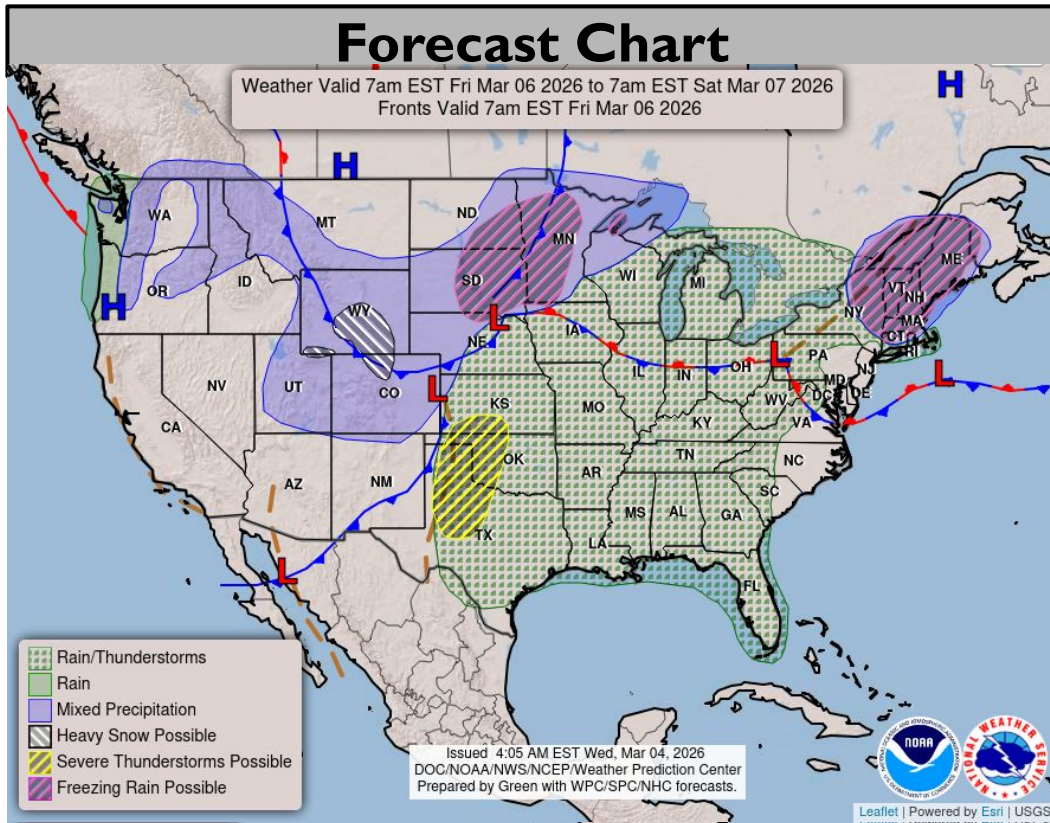 Forecast Chart
Weather Valid 7am EST Fri Mar 06 2026 to 7am EST Sat Mar 07 2026
Fronts Valid 7am EST Fri Mar 06 2026
H
H
WA
MT
ND
MN
ME
OR
ID
SD
WI
MI
VT
NH
H
WY
NY
MA
L
CT
RI
NE
IA
L
PA
NJ
L
NV
UT
CO
L
IL
IN
OH
MD
DE
DC
WV
KS
MO
KY
VA
CA
AZ
NM
OK
AR
TN
NC
SC
TX
MS
AL
GA
LA
L
FL
Rain/Thunderstorms
Rain
Mixed Precipitation
Heavy Snow Possible
Severe Thunderstorms Possible
Freezing Rain Possible
Issued 4:05 AM EST Wed, Mar 04, 2026
DOC/NOAA/NWS/NCEP/Weather Prediction Center
Prepared by Green with WPC/SPC/NHC forecasts.
NOAA
NATIONAL WEATHER SERVICE
Leaflet | Powered by Esri | USGS